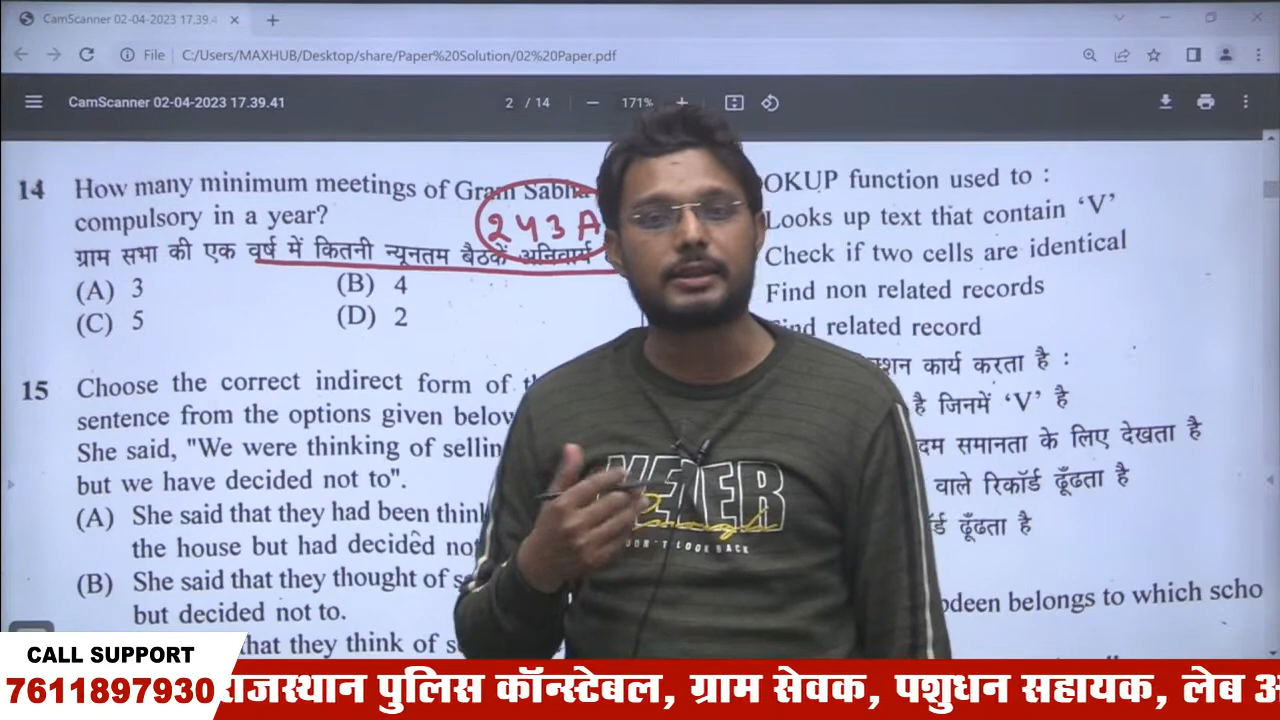 CamScanner 02-04-2023 17.39.4
File C:/Users/MAXHUB/Desktop/share/Paper%20Solution/02%20Paper.pdf
CamScanner 02-04-2023 17.39.41
2 / 14
171%
14 How many minimum meetings of Gram Sabha
compulsory in a year?
243A
ग्राम सभा की एक वर्ष में कितनी न्यूनतम बैठकें अनिवार्य
(A) 3 (B) 4
(C) 5 (D) 2
15 Choose the correct indirect form of
sentence from the options given below
She said, "We were thinking of
but we have decided not to".
(A) She said that they had been
the house but had decided
(B) She said that they thought of
but decided not to.
that they think of
OKUP function used to :
Looks up text that contain 'V'
Check if two cells are identical
Find non related records
Find related record
कार्य करता है :
है जिनमें 'V' है
समानता के लिए देखता है
वाले रिकॉर्ड ढूँढता है
ढूँढता है
belongs to which scho
NEVER
DON'T LOOK BACK
CALL SUPPORT
7611897930
राजस्थान पुलिस कॉन्स्टेबल, ग्राम सेवक, पशुधन सहायक, लेब